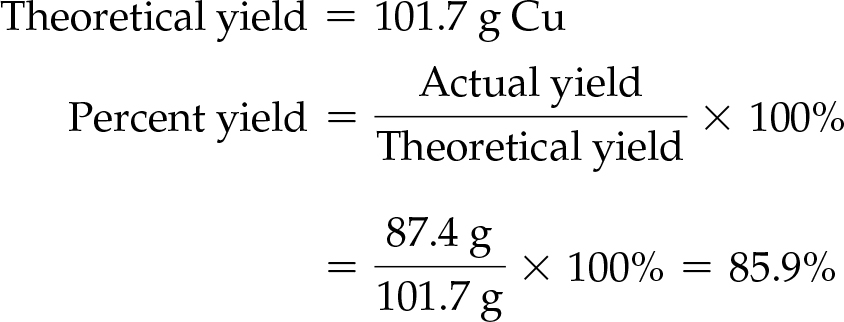 Theoretical yield = 101.7 g Cu
Percent yield = Actual yield / Theoretical yield × 100%
= 87.4 g / 101.7 g × 100% = 85.9%